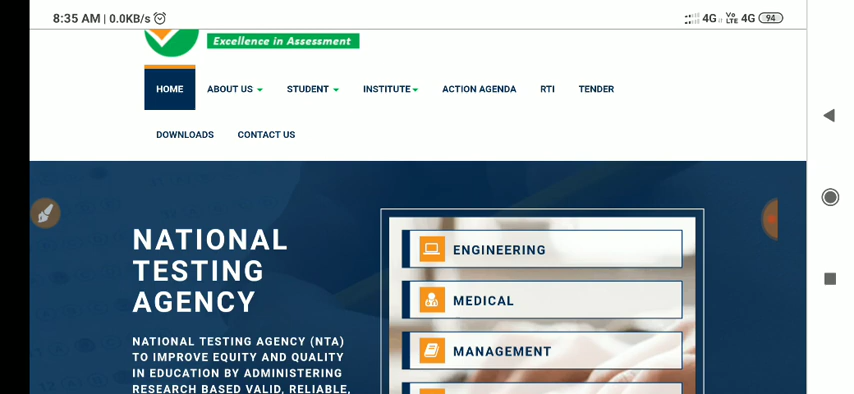 8:35 AM | 0.0KB/s 4G Vo LTE 4G 94
Excellence in Assessment
HOME ABOUT US STUDENT INSTITUTE ACTION AGENDA RTI TENDER
DOWNLOADS CONTACT US
NATIONAL
TESTING
AGENCY
NATIONAL TESTING AGENCY (NTA)
TO IMPROVE EQUITY AND QUALITY
IN EDUCATION BY ADMINISTERING
RESEARCH BASED VALID, RELIABLE,
ENGINEERING
MEDICAL
MANAGEMENT